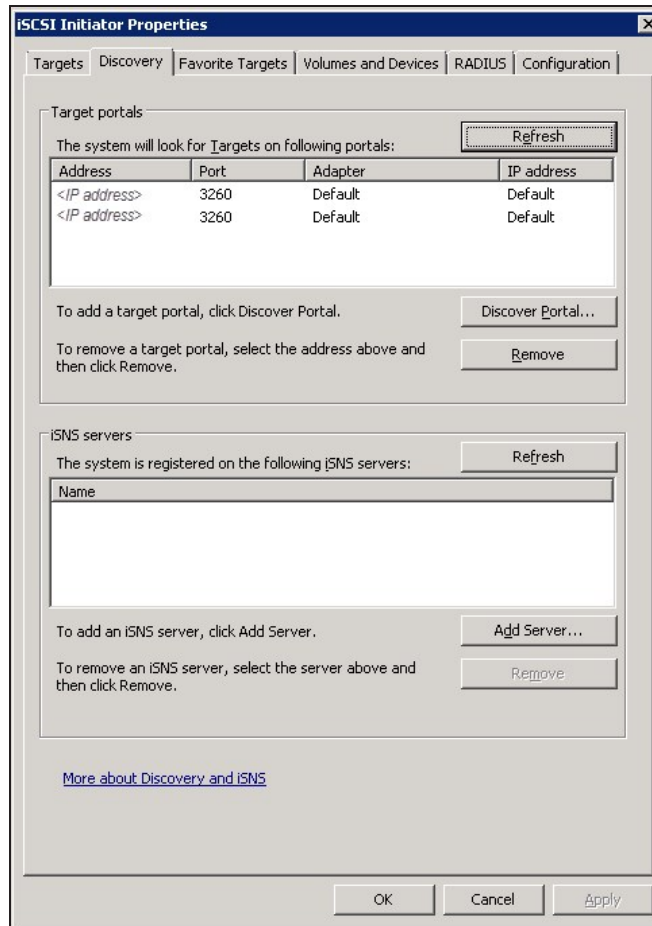 iSCSI Initiator Properties
Targets Discovery Favorite Targets Volumes and Devices RADIUS Configuration
Target portals
The system will look for Targets on following portals:
Refresh
Address Port Adapter IP address
<IP address> 3260 Default Default
<IP address> 3260 Default Default
To add a target portal, click Discover Portal.
Discover Portal...
To remove a target portal, select the address above and
then click Remove.
Remove
iSNS servers
The system is registered on the following iSNS servers:
Refresh
Name
To add an iSNS server, click Add Server.
Add Server...
To remove an iSNS server, select the server above and
then click Remove.
Remove
More about Discovery and iSNS
OK Cancel Apply